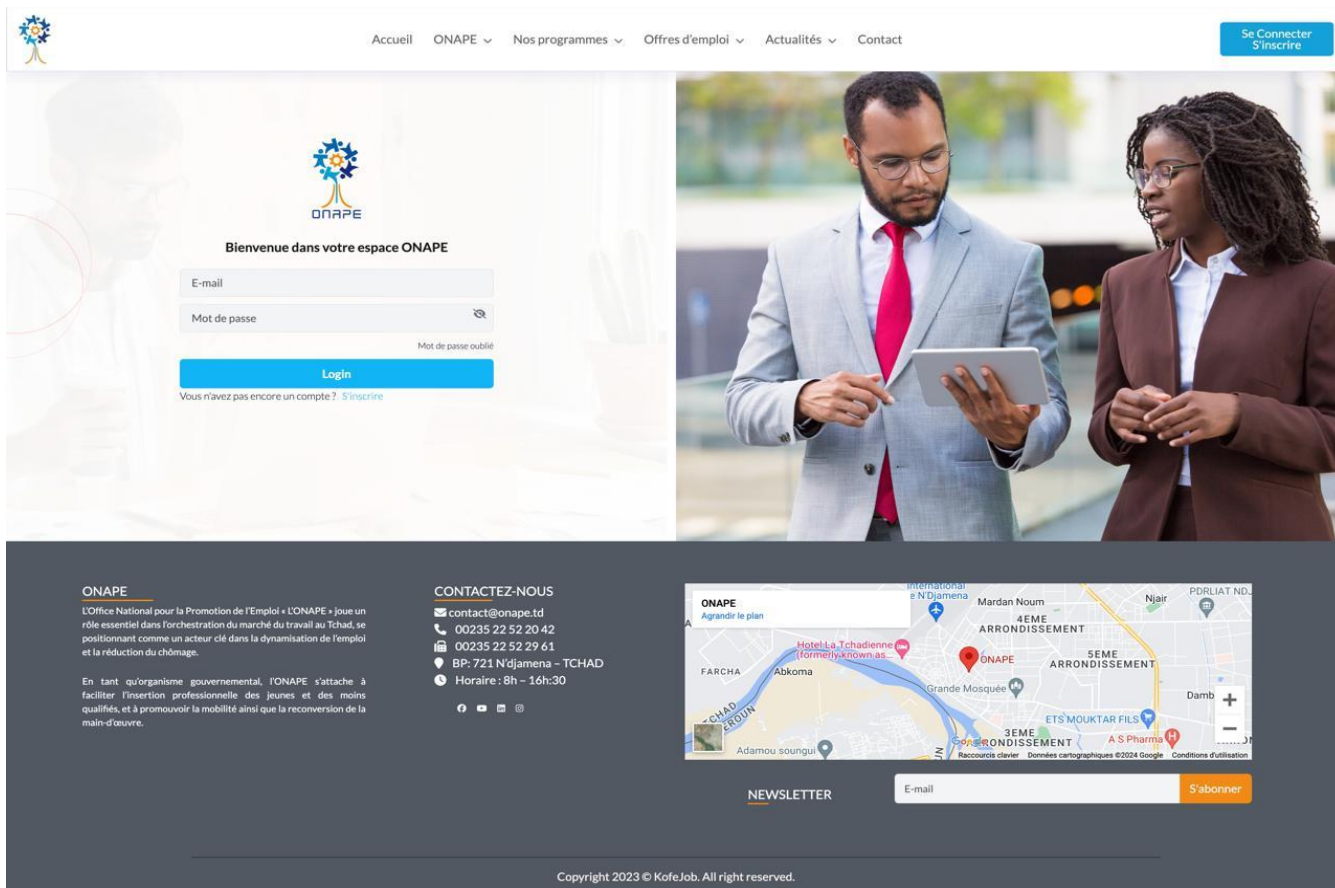 Accueil
ONAPE
Nos programmes
Offres d'emploi
Actualités
Contact
Se Connecter
S'inscrire
ONAPE
Bienvenue dans votre espace ONAPE
E-mail
Mot de passe
Mot de passe oublié
Login
Vous n'avez pas encore un compte ? S'inscrire
ONAPE
L'Office National pour la Promotion de l'Emploi « L'ONAPE » joue un
rôle essentiel dans l'orchestration du marché du travail au Tchad, se
positionnant comme un acteur clé dans la dynamisation de l'emploi
et la réduction du chômage.
En tant qu'organisme gouvernemental, l'ONAPE s'attache à
faciliter l'insertion professionnelle des jeunes et des moins
qualifiés, et à promouvoir la mobilité ainsi que la reconversion de la
main-d'œuvre.
CONTACTEZ-NOUS
contact@onape.td
00235 22 52 20 42
00235 22 52 29 61
BP: 721 N'djamena – TCHAD
Horaire : 8h – 16h:30
ONAPE
Agrandir le plan
International
e N'Djamena
Mardan Noum
Njair
PDRLIAT ND
4EME
ARRONDISSEMENT
Hotel La Tchadienne
(formerly known as...
ONAPE
5EME
ARRONDISSEMENT
FARCHA
Abkoma
Grande Mosquée
Damb
TCHAD
ETS MOUKTAR FILS
3EME
A S Pharma
Adamou soungui
Google
Raccourcis clavier
Données cartographiques ©2024 Google
Conditions d'utilisation
NEWSLETTER
E-mail
S'abonner
Copyright 2023 © KofeJob. All right reserved.